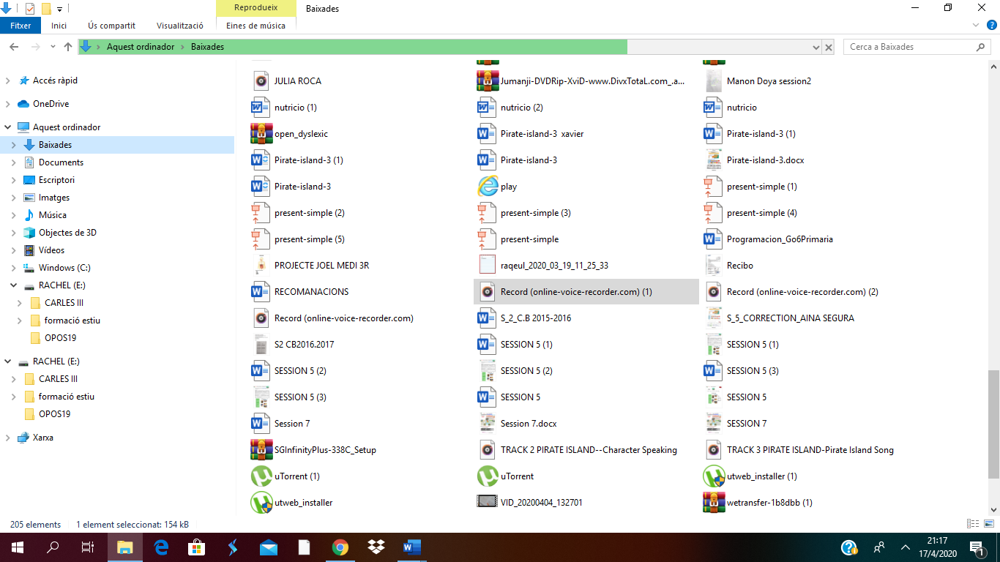 Reprodueix
Baixades
Fitxer
Inici
Ús compartit
Visualització
Eines de música
Aquest ordinador > Baixades
Cerca a Baixades
Accés ràpid
OneDrive
Aquest ordinador
Baixades
Documents
Escriptori
Imatges
Música
Objectes de 3D
Vídeos
Windows (C:)
RACHEL (E:)
CARLES III
formació estiu
OPOS19
RACHEL (E:)
CARLES III
formació estiu
OPOS19
Xarxa
JULIA ROCA
Jumanji-DVDRip-XviD-www.DivxTotaL.com_.a...
Manon Doya session2
nutricio (1)
nutricio (2)
nutricio
open_dyslexic
Pirate-island-3 xavier
Pirate-island-3 (1)
Pirate-island-3 (1)
Pirate-island-3
Pirate-island-3.docx
Pirate-island-3
play
present-simple (1)
present-simple (2)
present-simple (3)
present-simple (4)
present-simple (5)
present-simple
Programacion_Go6Primaria
PROJECTE JOEL MEDI 3R
raqeul_2020_03_19_11_25_33
Recibo
RECOMANACIONS
Record (online-voice-recorder.com) (1)
Record (online-voice-recorder.com) (2)
Record (online-voice-recorder.com)
S_2_C.B 2015-2016
S_5_CORRECTION_AINA SEGURA
S2 CB2016.2017
SESSION 5 (1)
SESSION 5 (1)
SESSION 5 (2)
SESSION 5 (2)
SESSION 5 (3)
SESSION 5 (3)
SESSION 5
SESSION 5
Session 7
Session 7.docx
SESSION 7
SGInfinityPlus-338C_Setup
TRACK 2 PIRATE ISLAND--Character Speaking
TRACK 3 PIRATE ISLAND-Pirate Island Song
uTorrent (1)
uTorrent
utweb_installer (1)
utweb_installer
VID_20200404_132701
wetransfer-1b8dbb (1)
205 elements
1 element seleccionat: 154 kB
21:17
17/4/2020
1